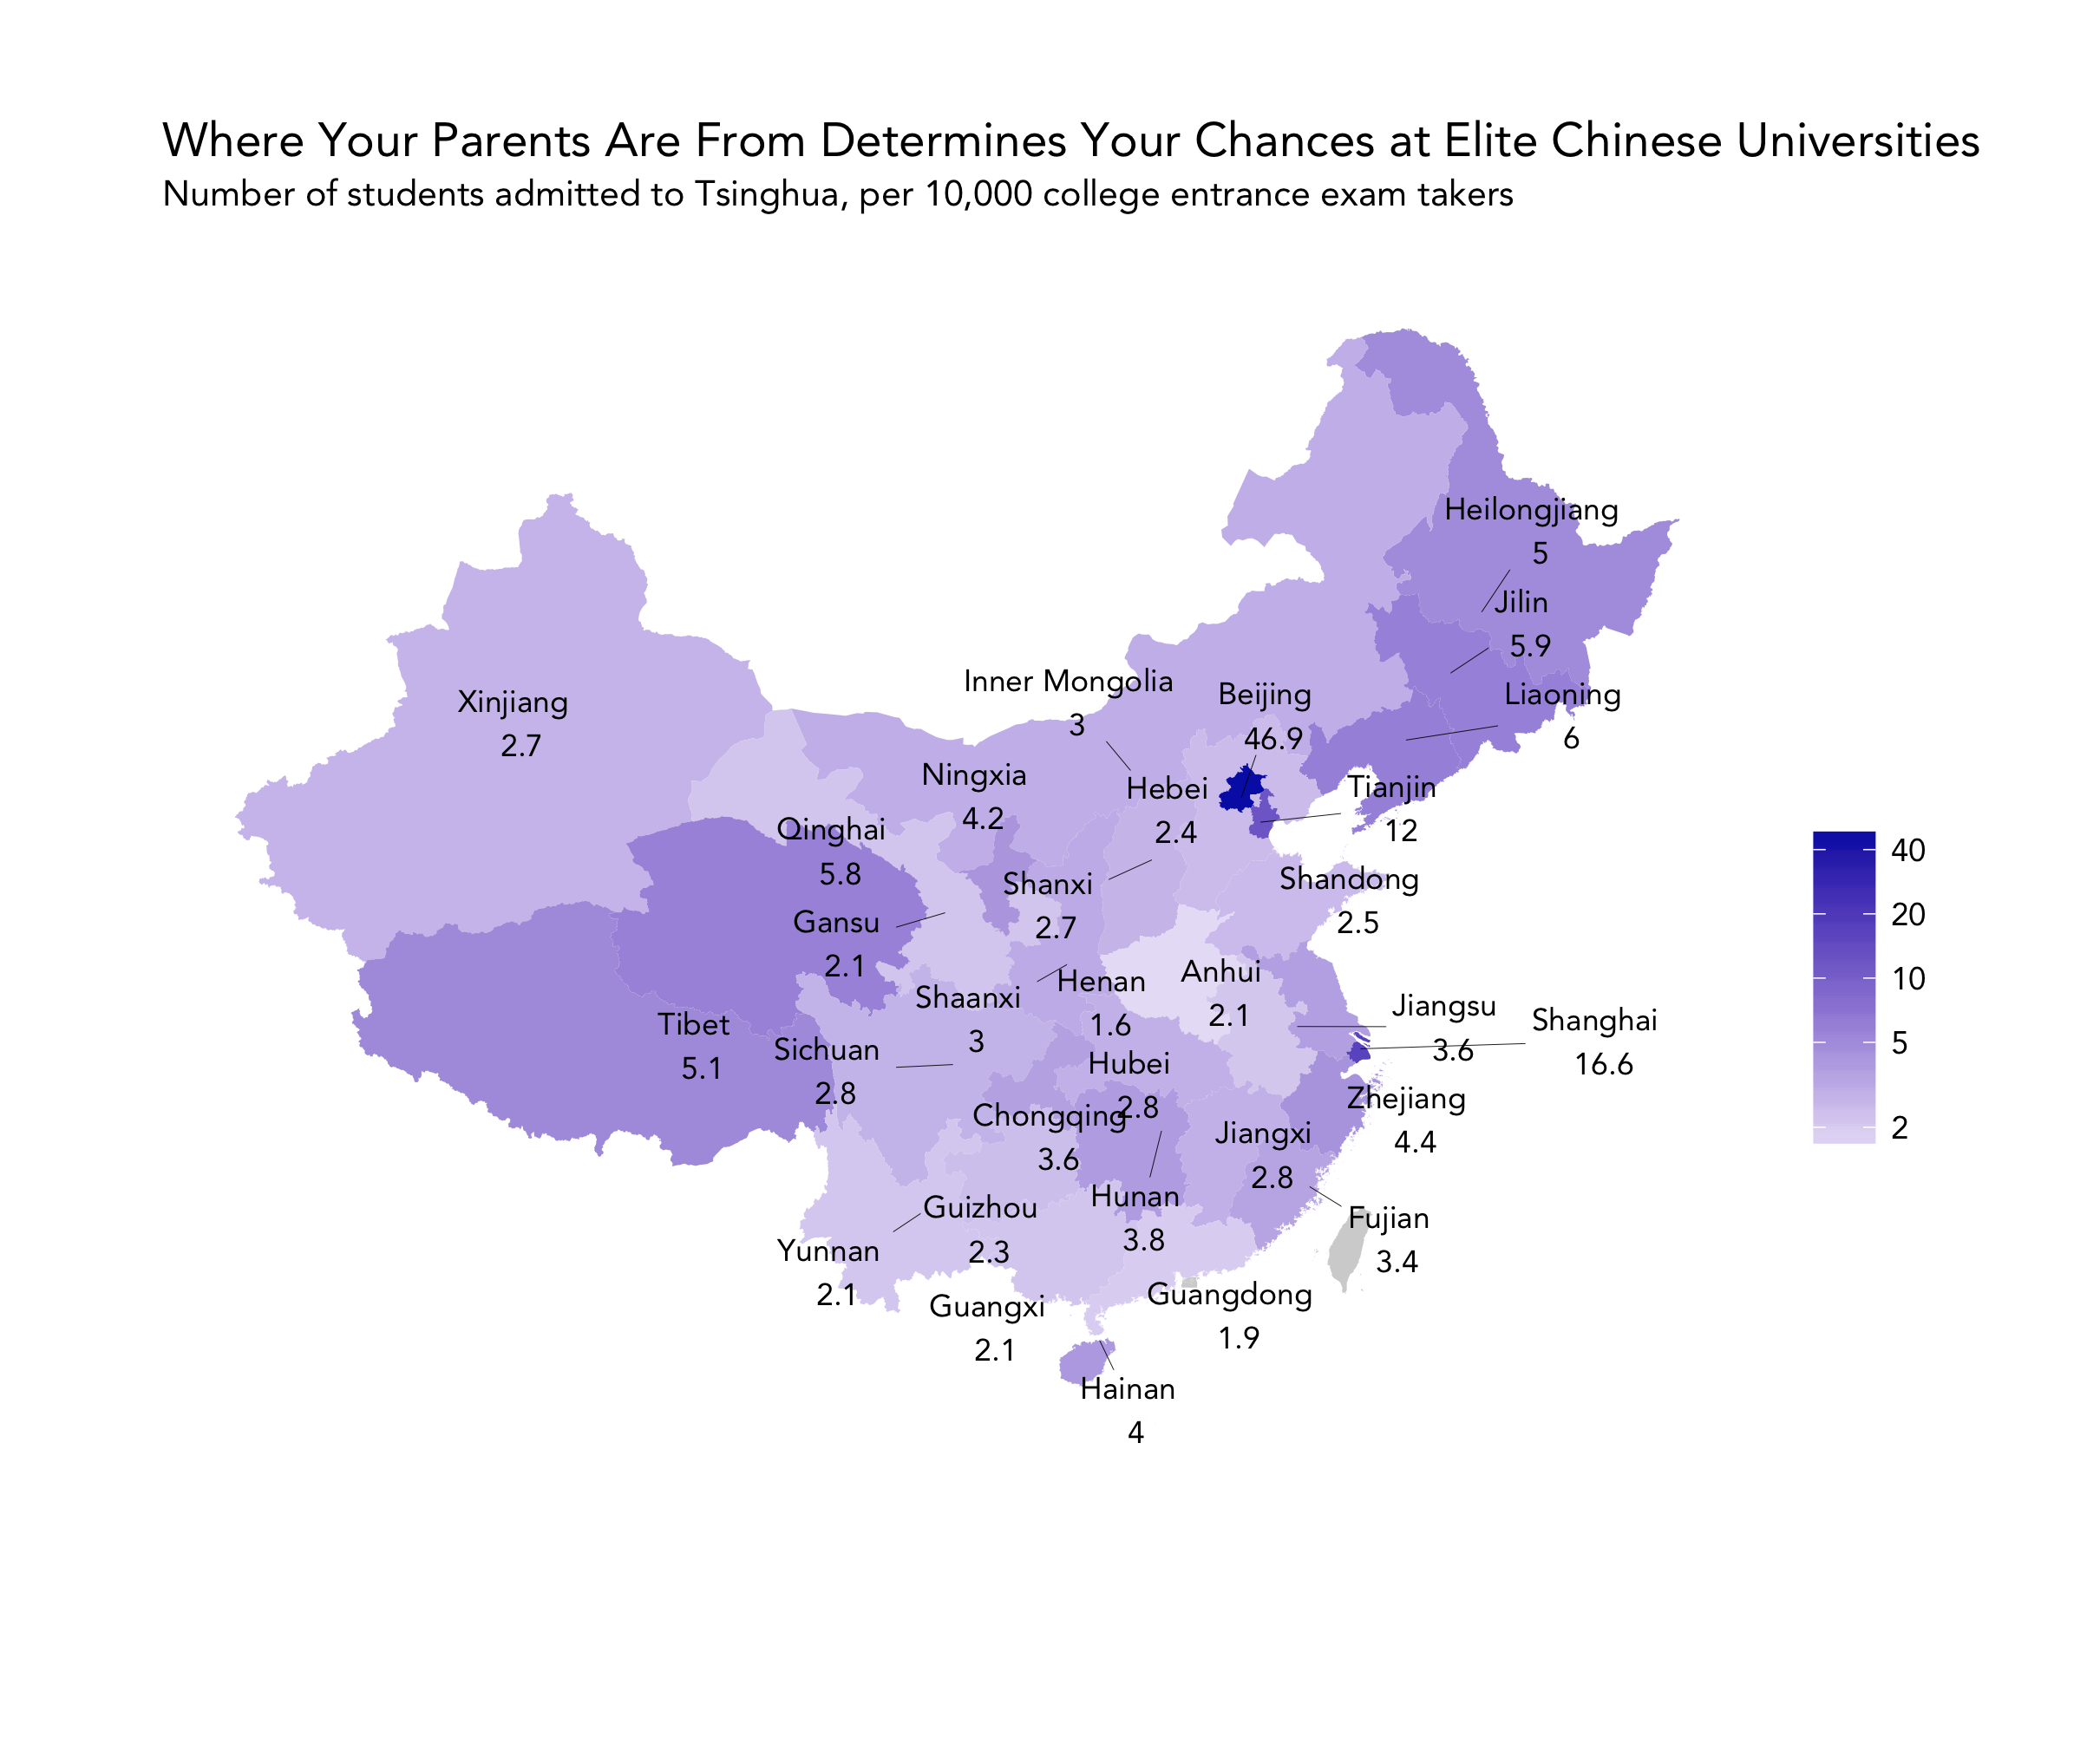 Where Your Parents Are From Determines Your Chances at Elite Chinese Universities
Number of students admitted to Tsinghua, per 10,000 college entrance exam takers
Heilongjiang
5
Jilin
5.9
Liaoning
6
Inner Mongolia
3
Beijing
46.9
Xinjiang
2.7
Ningxia
4.2
Hebei
2.4
Tianjin
12
Qinghai
5.8
Shanxi
2.7
Shandong
2.5
Gansu
2.1
Shaanxi
3
Henan
1.6
Anhui
2.1
Jiangsu
3.6
Shanghai
16.6
Tibet
5.1
Sichuan
2.8
Hubei
2.8
Chongqing
3.6
Jiangxi
2.8
Zhejiang
4.4
Hunan
3.8
Fujian
3.4
Guizhou
2.3
Yunnan
2.1
Guangxi
2.1
Guangdong
1.9
Hainan
4
40
20
10
5
2